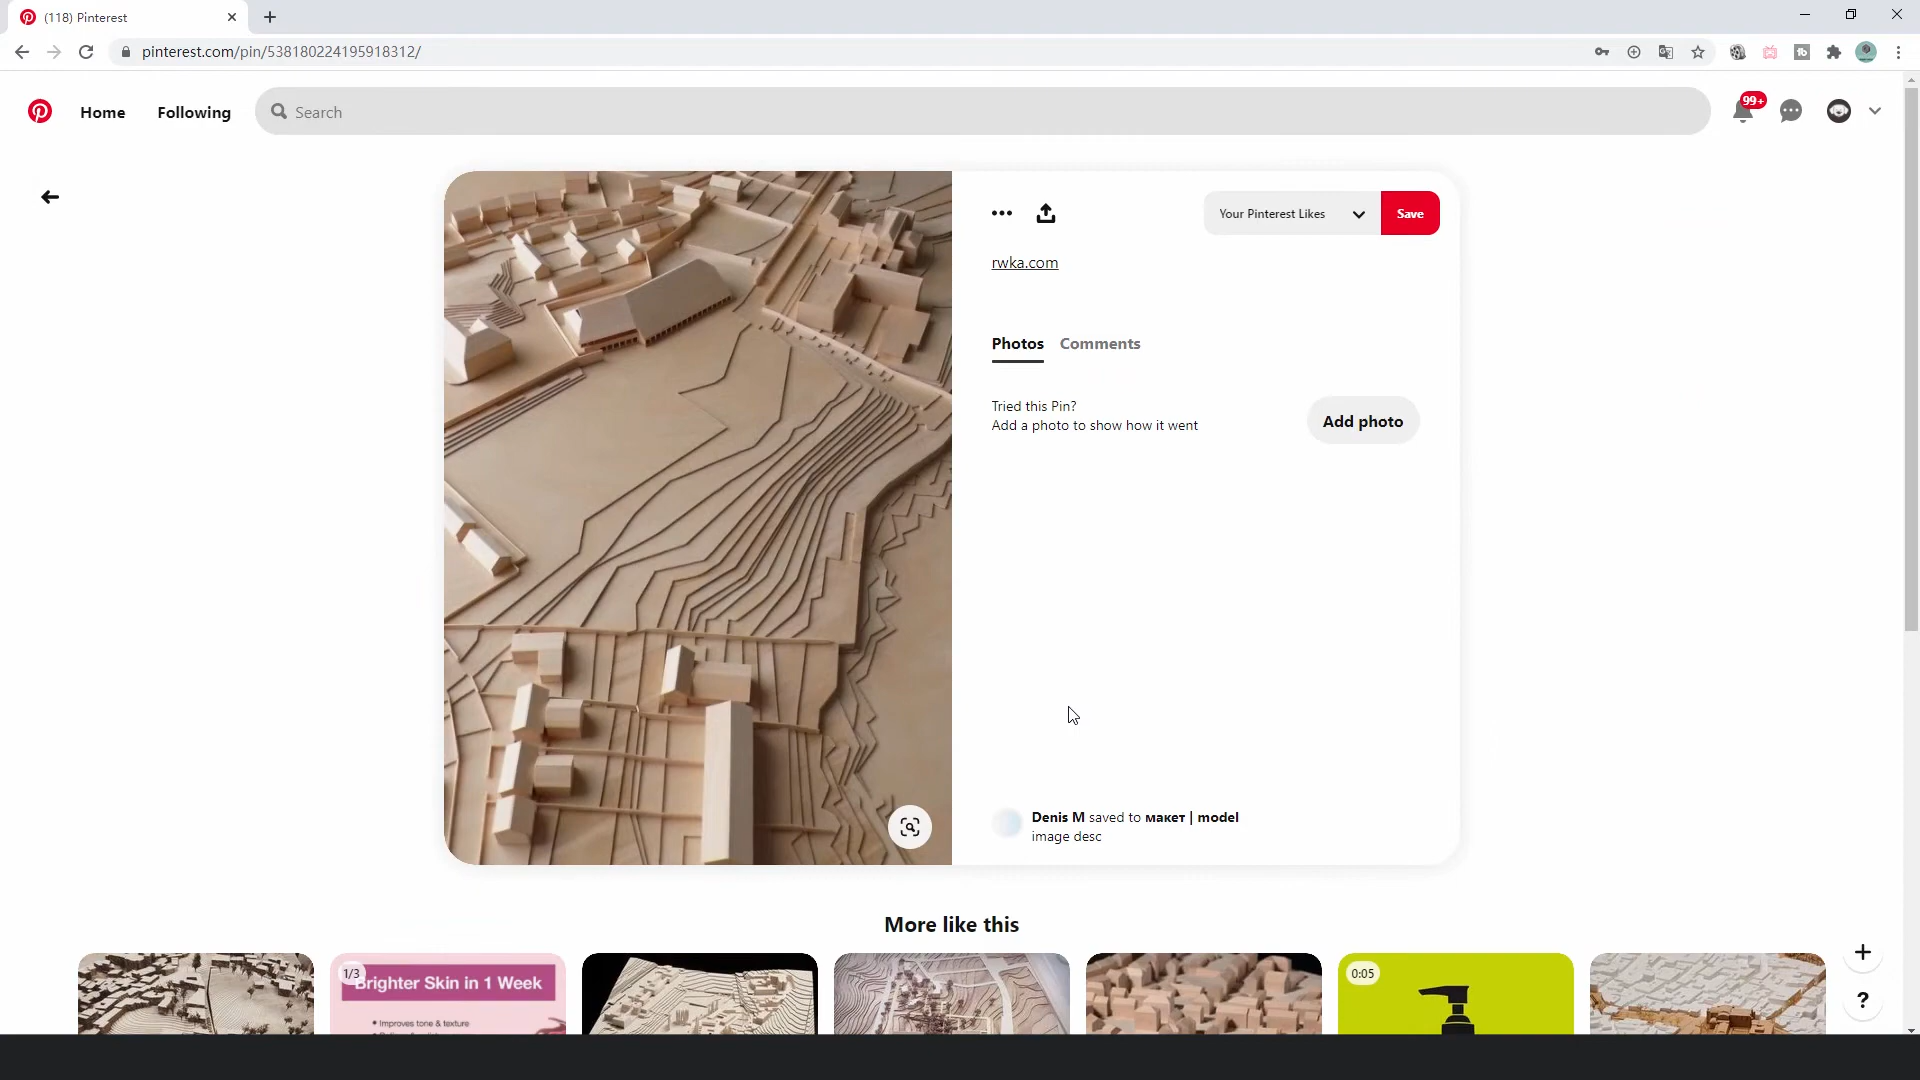 (118) Pinterest
pinterest.com/pin/538180224195918312/
Home
Following
Search
99+
Your Pinterest Likes
Save
rwka.com
Photos
Comments
Tried this Pin?
Add a photo to show how it went
Add photo
Denis M saved to макет | model
image desc
More like this
1/3
Brighter Skin in 1 Week
• Improves tone & texture
0:05
+
?